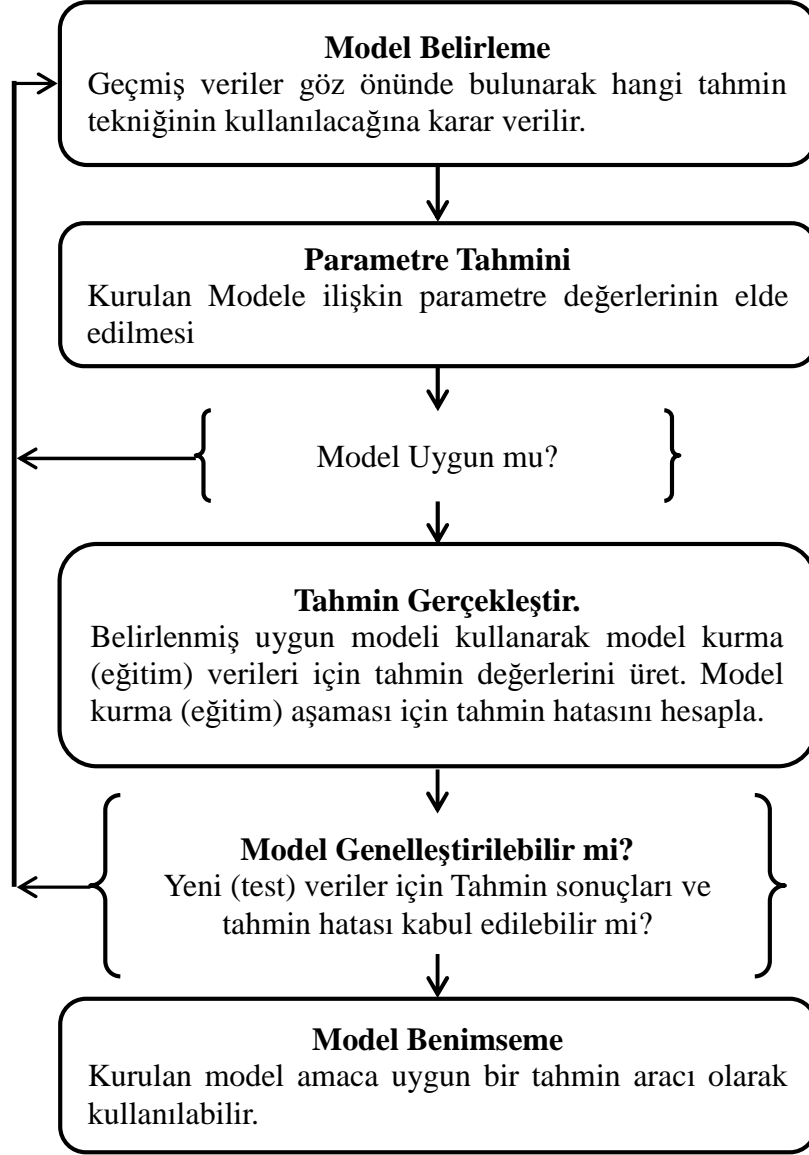 Model Belirleme
Geçmiş veriler göz önünde bulunarak hangi tahmin
tekniğinin kullanılacağına karar verilir.
Parametre Tahmini
Kurulan Modele ilişkin parametre değerlerinin elde
edilmesi
Model Uygun mu?
Tahmin Gerçekleştir.
Belirlenmiş uygun modeli kullanarak model kurma
(eğitim) verileri için tahmin değerlerini üret. Model
kurma (eğitim) aşaması için tahmin hatasını hesapla.
Model Genelleştirilebilir mi?
Yeni (test) veriler için Tahmin sonuçları ve
tahmin hatası kabul edilebilir mi?
Model Benimseme
Kurulan model amaca uygun bir tahmin aracı olarak
kullanılabilir.